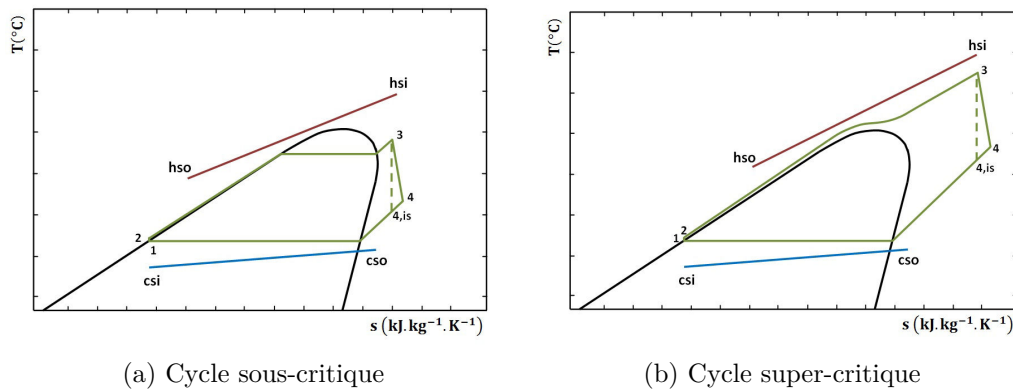 T(°C)
hsi
3
hso
4
4,is
2
1
cso
csi
s (kJ.kg⁻¹.K⁻¹)
(a) Cycle sous-critique
T(°C)
hsi
3
hso
4
4,is
2
1
cso
csi
s (kJ.kg⁻¹.K⁻¹)
(b) Cycle super-critique